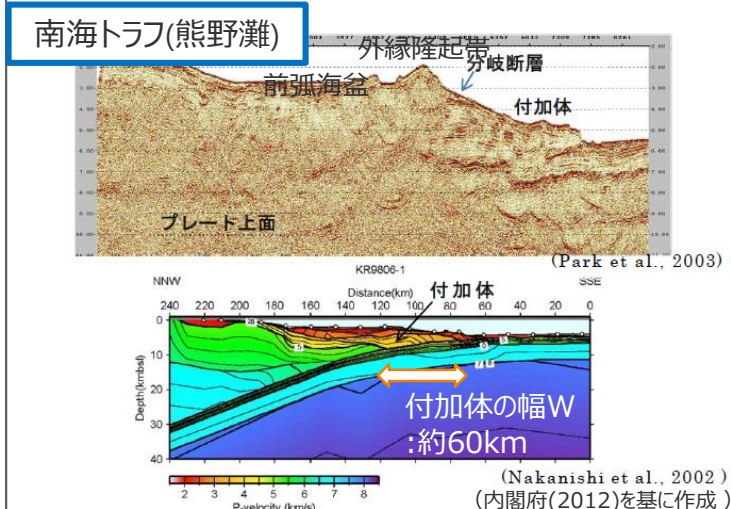 南海トラフ(熊野灘)
外縁隆起帯
分岐断層
前弧海盆
付加体
プレート上面
(Park et al., 2003)
KR9806-1
NNW
SSE
Distance(km)
付加体
240 220 200 180 160 140 120 100 80 60 40 20 0
0
10
20
30
40
Depth(kmbsl)
付加体の幅W
:約60km
(Nakanishi et al., 2002 )
2 3 4 5 6 7 8
P-velocity (km/s)
(内閣府(2012)を基に作成 )